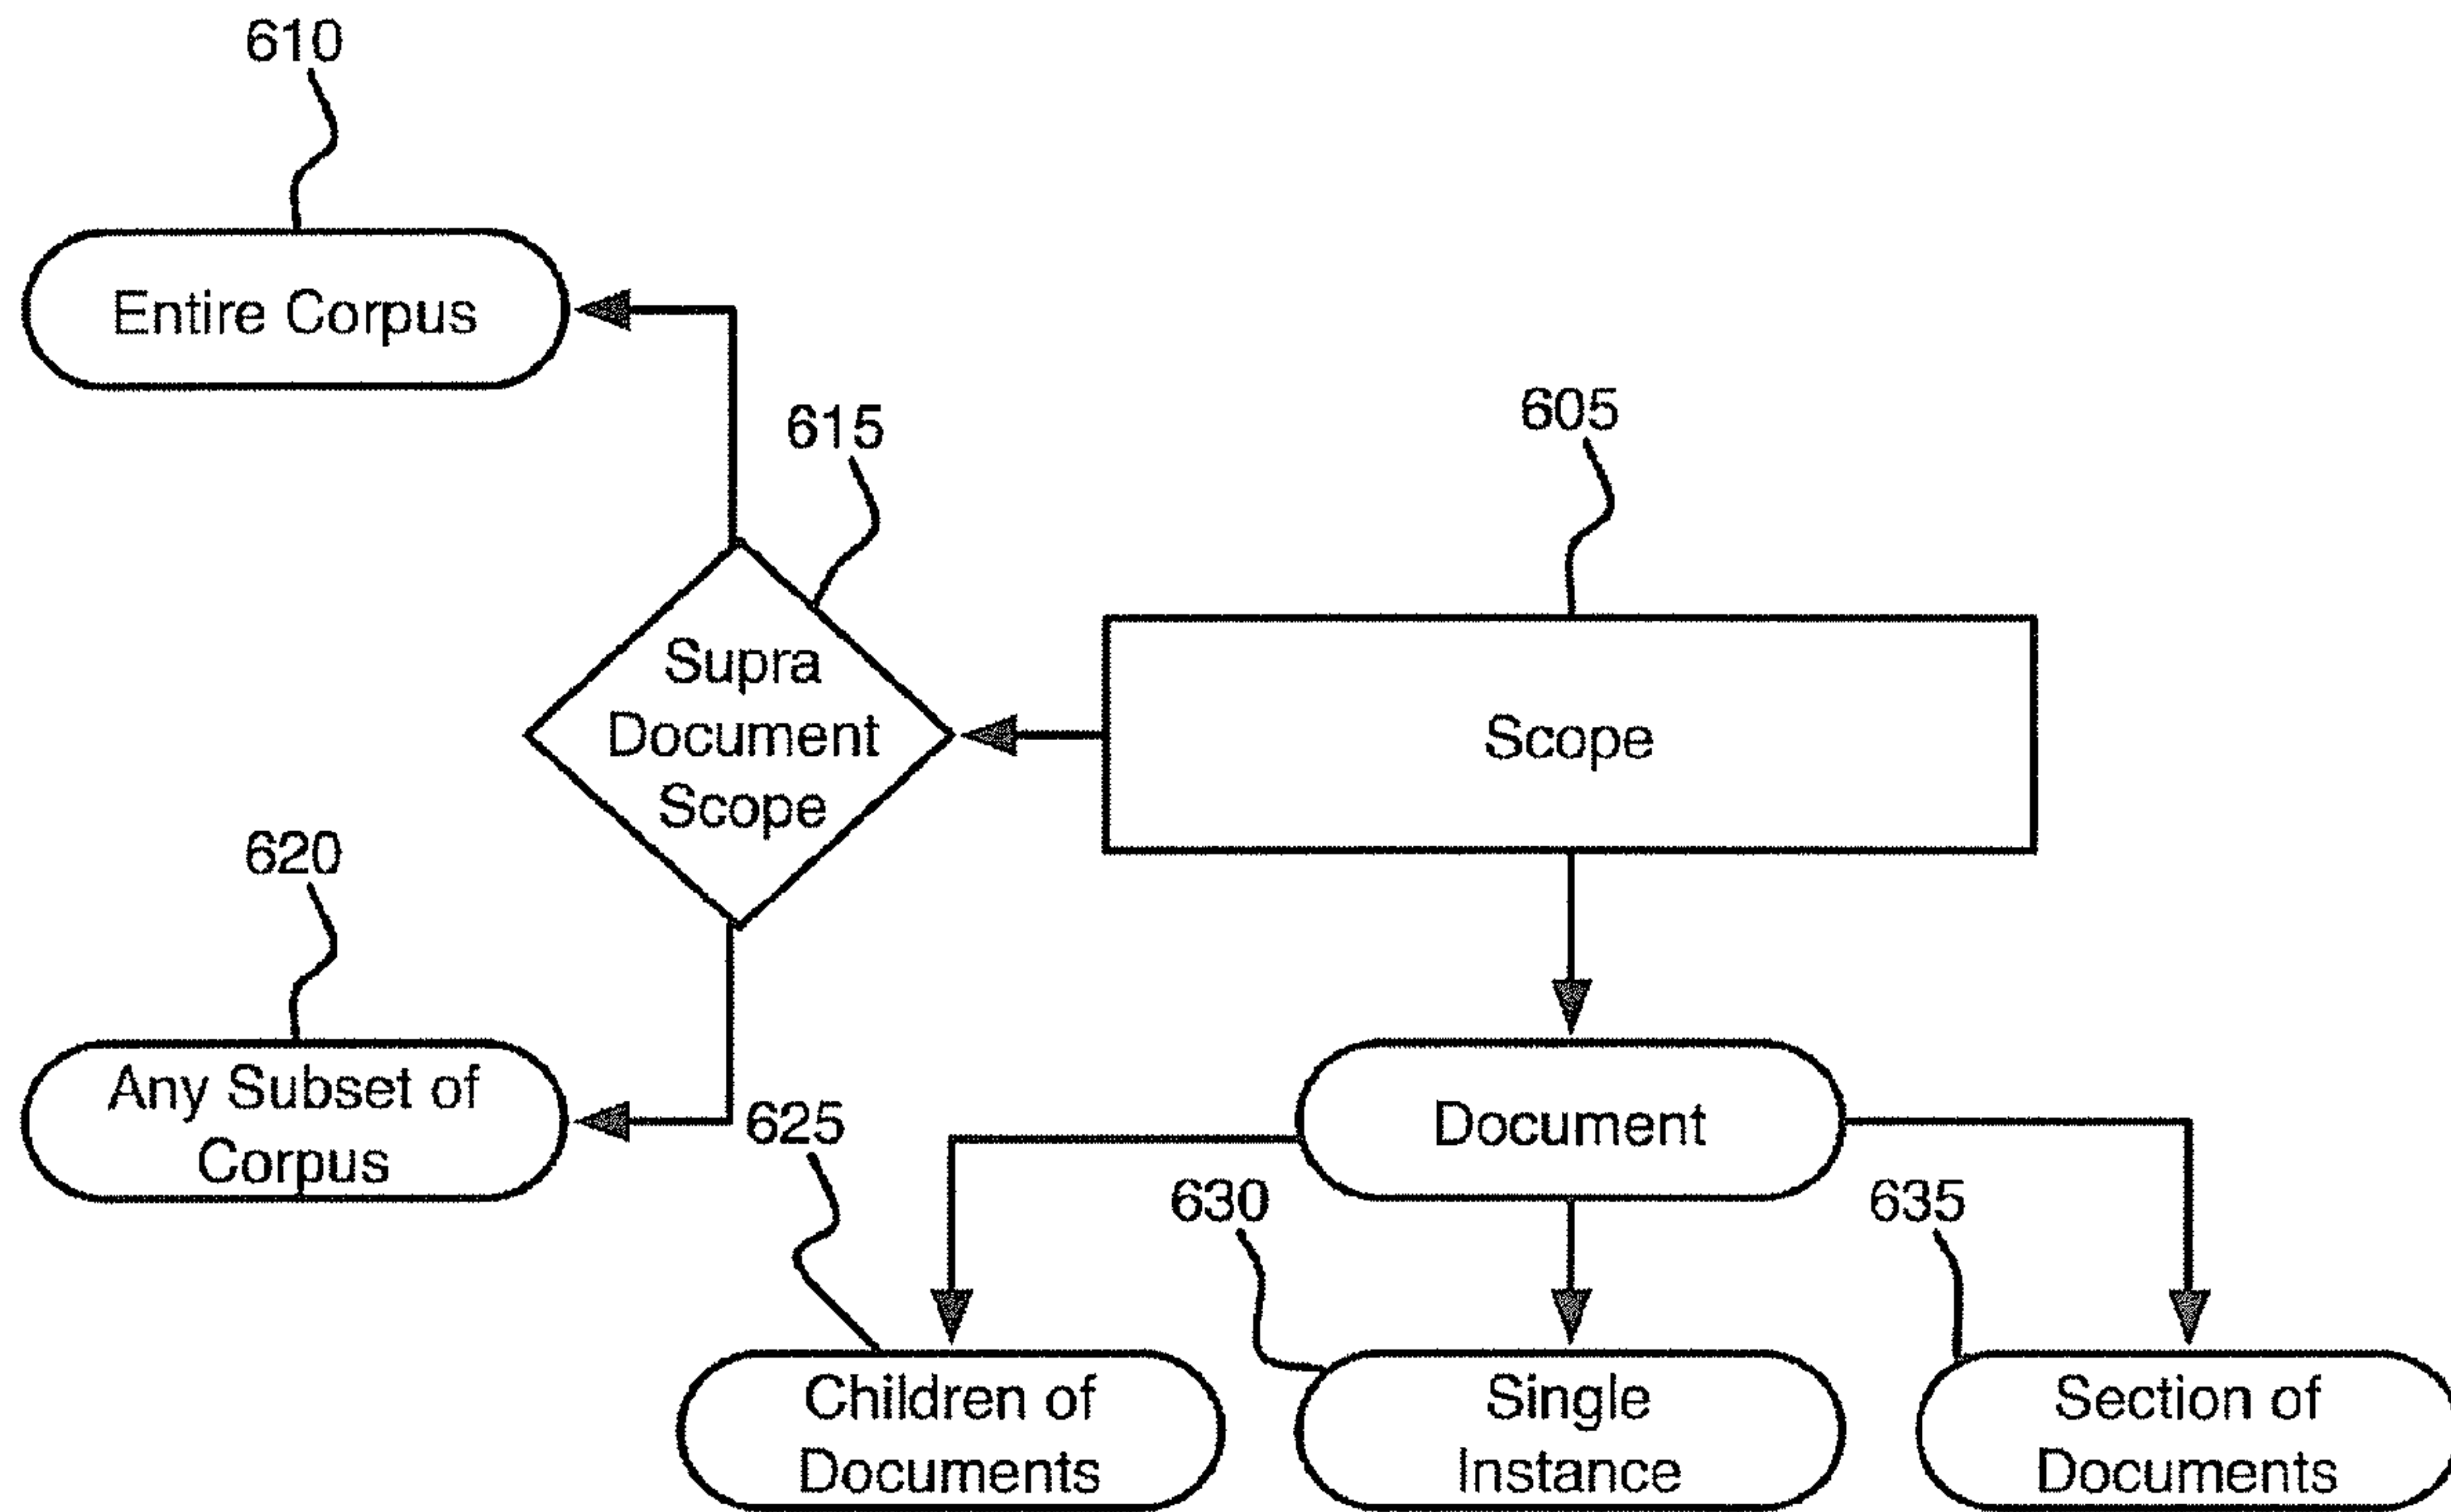 610
Entire Corpus
615
605
Supra
Document
Scope
Scope
620
Any Subset of
Corpus
625
Document
630
635
Children of
Documents
Single
Instance
Section of
Documents